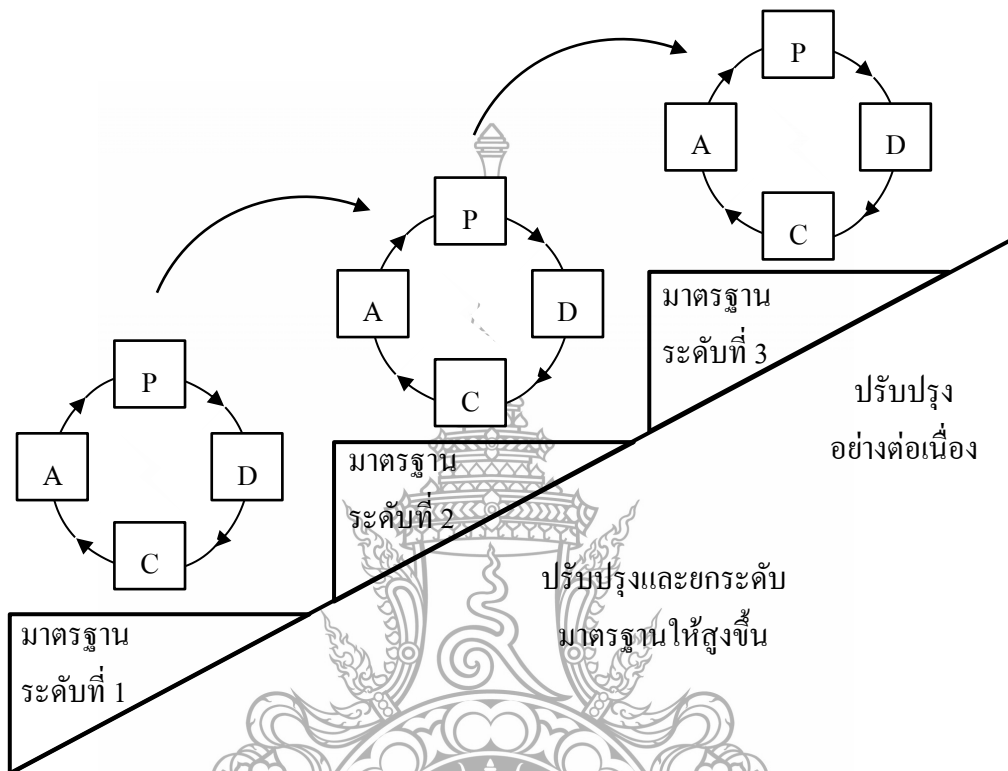 P
A
D
C
P
A
D
C
มาตรฐาน
ระดับที่ 3
ปรับปรุง
อย่างต่อเนื่อง
P
A
D
C
มาตรฐาน
ระดับที่ 2
ปรับปรุงและยกระดับ
มาตรฐานให้สูงขึ้น
มาตรฐาน
ระดับที่ 1